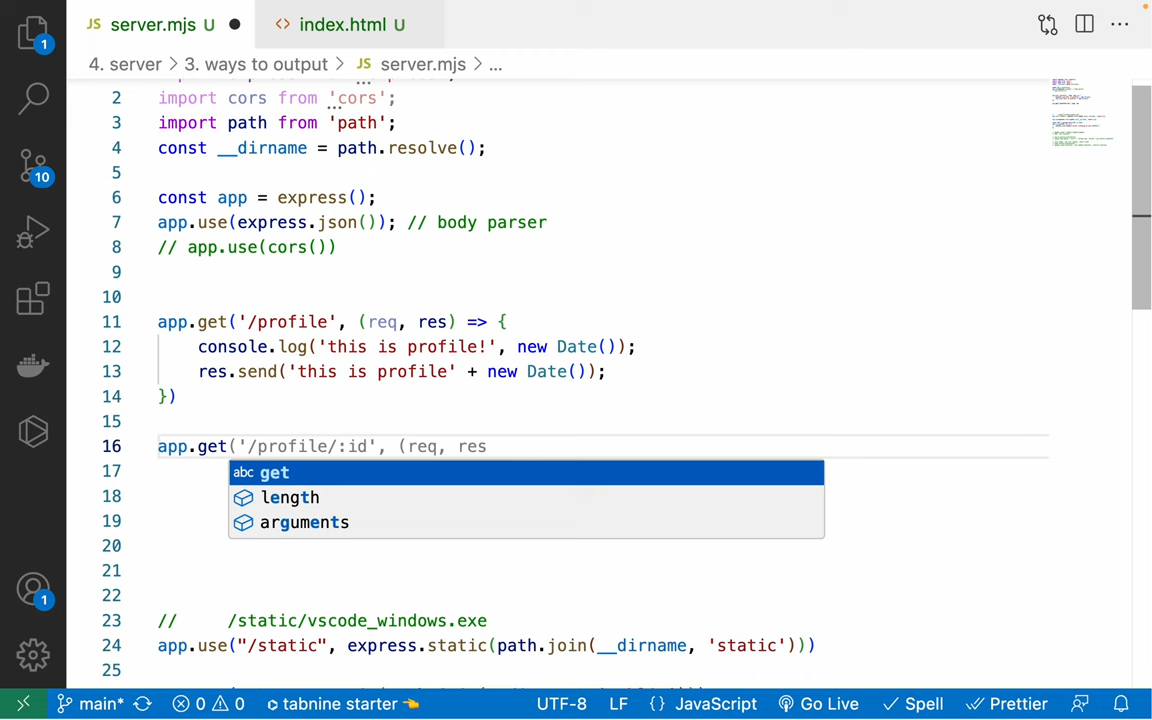 JS server.mjs U ● <> index.html U
4. server > 3. ways to output > JS server.mjs > ...
2 import cors from 'cors';
3 import path from 'path';
4 const __dirname = path.resolve();
5
6 const app = express();
7 app.use(express.json()); // body parser
8 // app.use(cors())
9
10
11 app.get('/profile', (req, res) => {
12 console.log('this is profile!', new Date());
13 res.send('this is profile' + new Date());
14 })
15
16 app.get('/profile/:id', (req, res
17 abc get
18 length
19 arguments
20
21
22
23 // /static/vscode_windows.exe
24 app.use("/static", express.static(path.join(__dirname, 'static')))
25
1
10
1
main* 0 0 tabnine starter 👈 UTF-8 LF {} JavaScript Go Live Spell Prettier